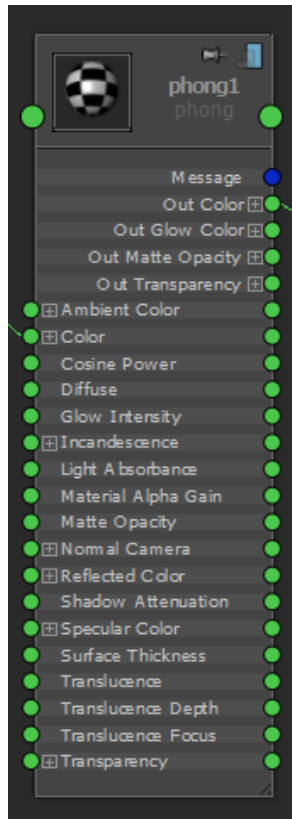 phong1
phong
Message
Out Color
Out Glow Color
Out Matte Opacity
Out Transparency
Ambient Color
Color
Cosine Power
Diffuse
Glow Intensity
Incandescence
Light Absorbance
Material Alpha Gain
Matte Opacity
Normal Camera
Reflected Color
Shadow Attenuation
Specular Color
Surface Thickness
Translucence
Translucence Depth
Translucence Focus
Transparency